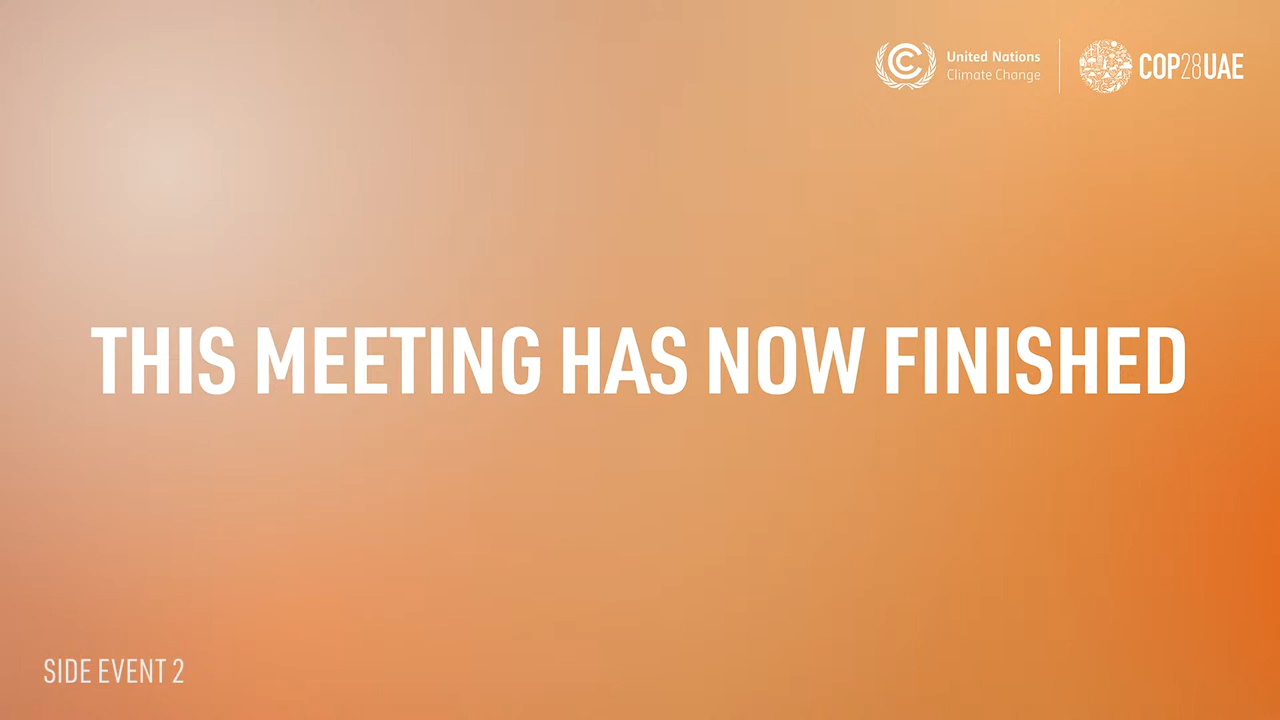 United Nations
Climate Change
COP28UAE
THIS MEETING HAS NOW FINISHED
SIDE EVENT 2